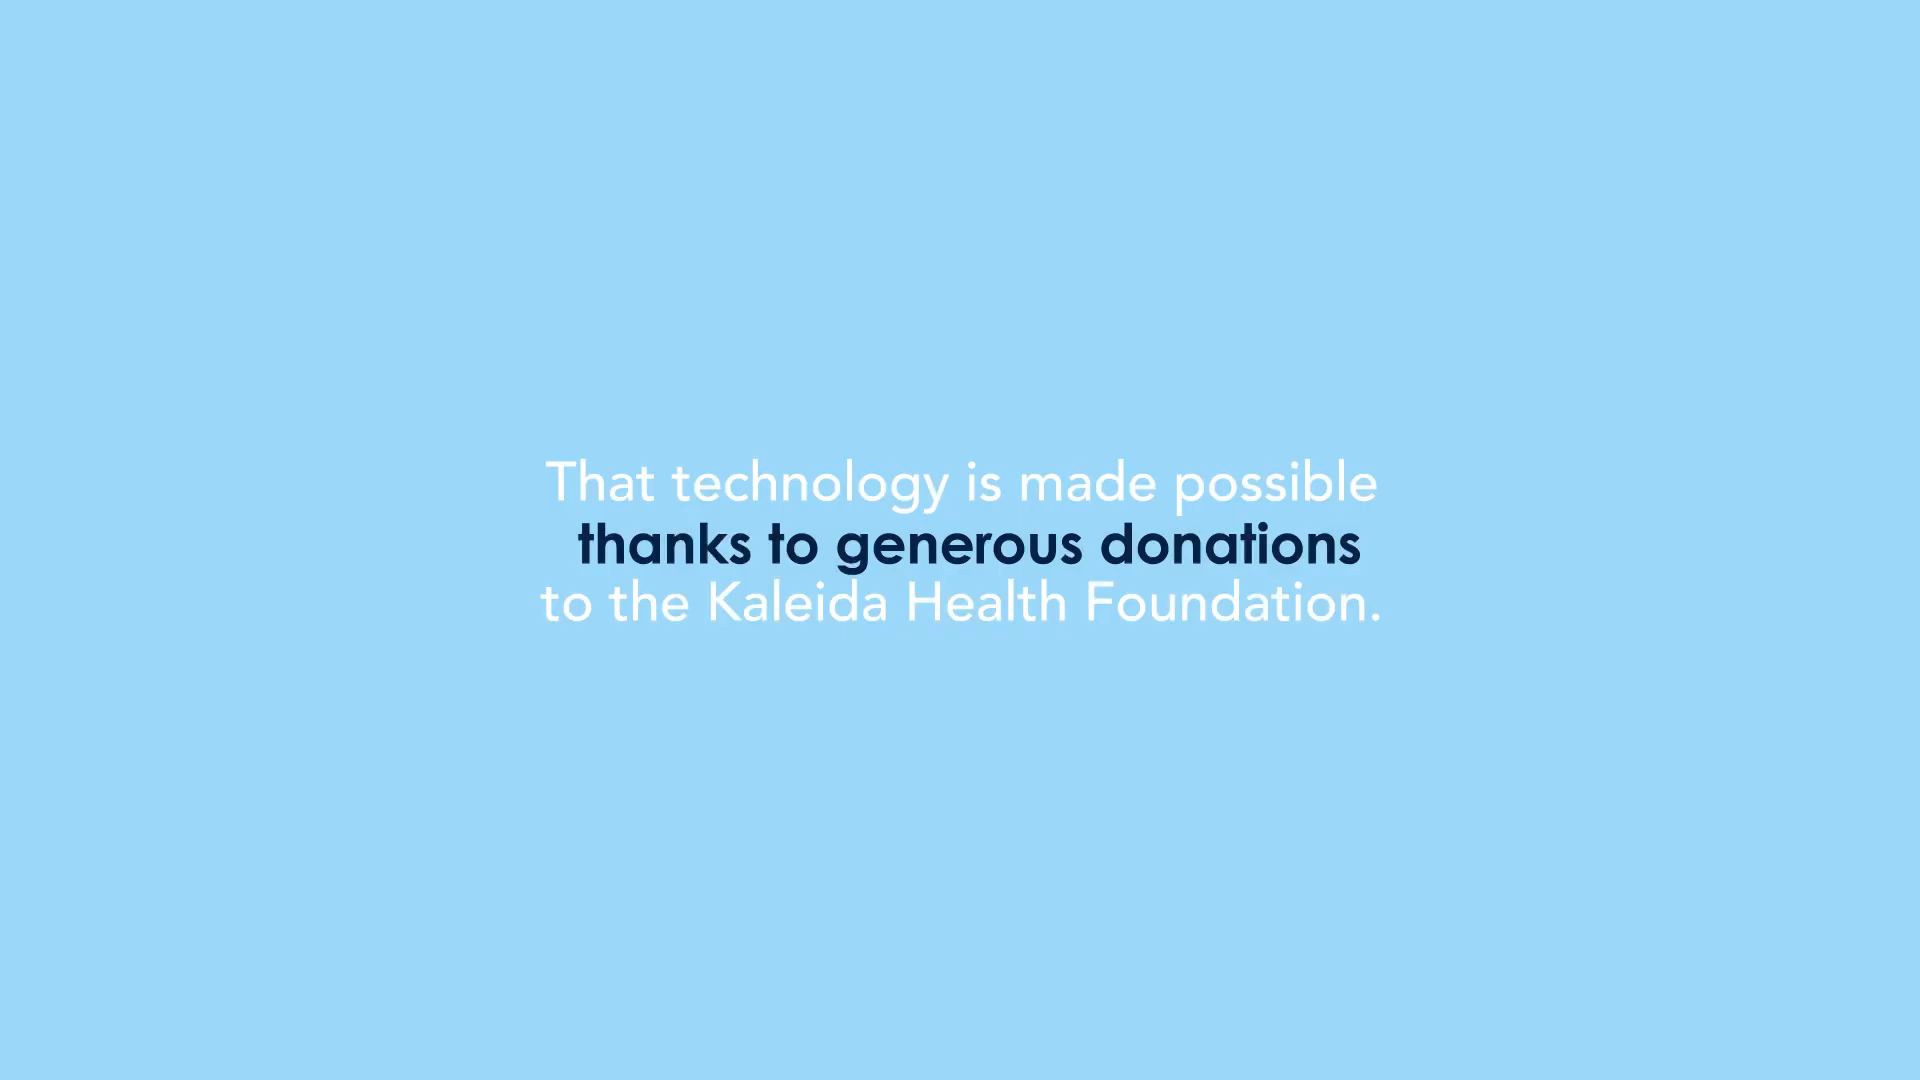 That technology is made possible
thanks to generous donations
to the Kaleida Health Foundation.